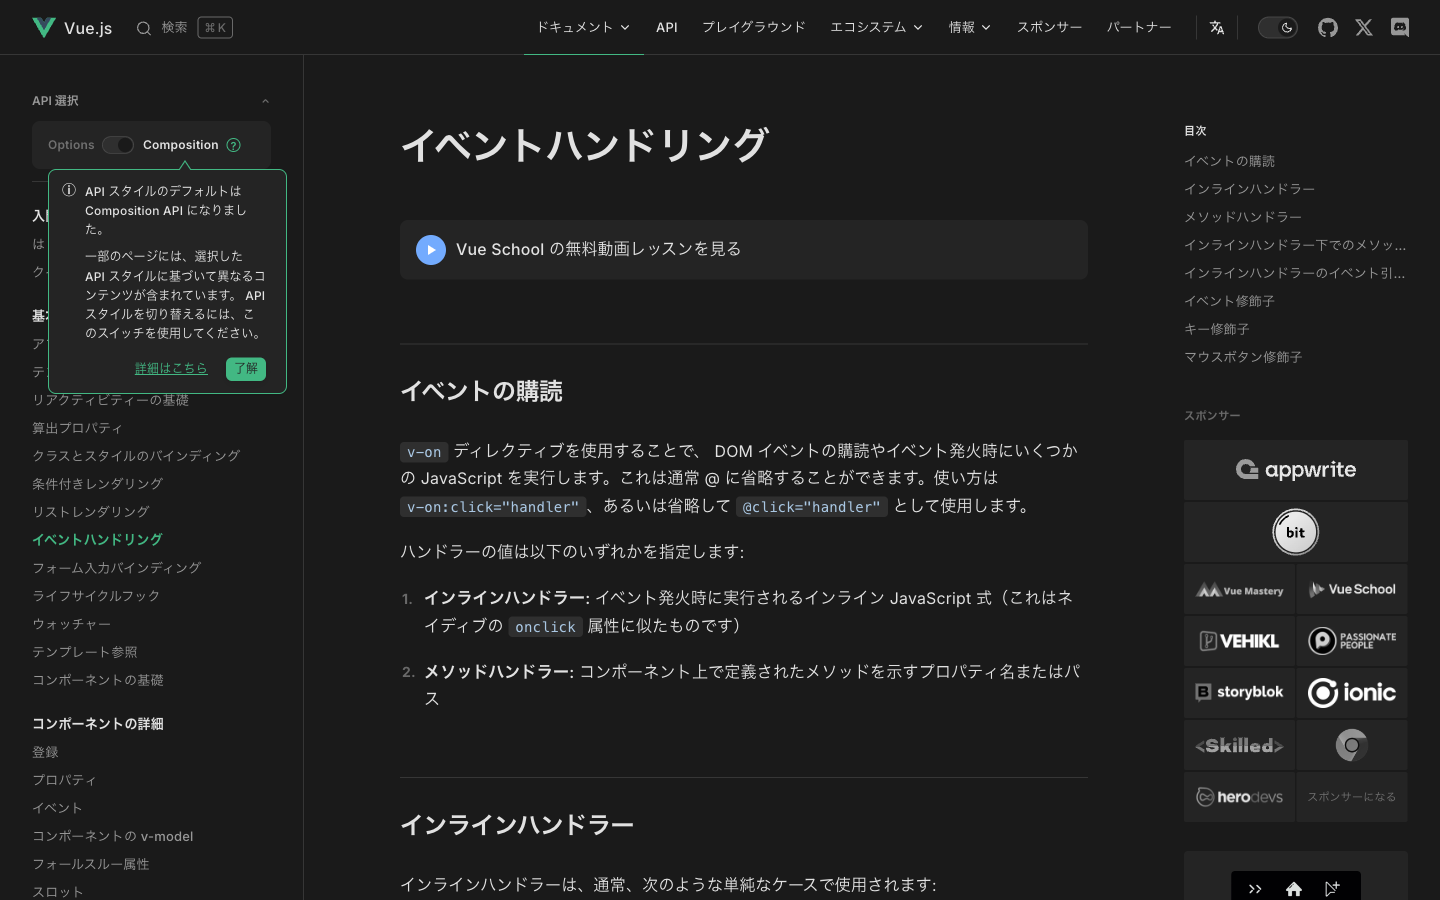 Vue.js
検索
⌘ K
ドキュメント
API
プレイグラウンド
エコシステム
情報
スポンサー
パートナー
API 選択
Options
Composition
?
API スタイルのデフォルトは
Composition API になりまし
た。
一部のページには、選択した
API スタイルに基づいて異なるコ
ンテンツが含まれています。 API
スタイルを切り替えるには、こ
のスイッチを使用してください。
詳細はこちら
了解
リアクティビティーの基礎
算出プロパティ
クラスとスタイルのバインディング
条件付きレンダリング
リストレンダリング
イベントハンドリング
フォーム入力バインディング
ライフサイクルフック
ウォッチャー
テンプレート参照
コンポーネントの基礎
コンポーネントの詳細
登録
プロパティ
イベント
コンポーネントの v-model
フォールスルー属性
スロット
イベントハンドリング
Vue School の無料動画レッスンを見る
イベントの購読
v-on ディレクティブを使用することで、 DOM イベントの購読やイベント発火時にいくつか
の JavaScript を実行します。これは通常 @ に省略することができます。使い方は
v-on:click="handler" 、あるいは省略して @click="handler" として使用します。
ハンドラーの値は以下のいずれかを指定します:
1. インラインハンドラー: イベント発火時に実行されるインライン JavaScript 式（これはネ
イディブの onclick 属性に似たものです）
2. メソッドハンドラー: コンポーネント上で定義されたメソッドを示すプロパティ名またはパ
ス
インラインハンドラー
インラインハンドラーは、通常、次のような単純なケースで使用されます:
目次
イベントの購読
インラインハンドラー
メソッドハンドラー
インラインハンドラー下でのメソッ...
インラインハンドラーのイベント引...
イベント修飾子
キー修飾子
マウスボタン修飾子
スポンサー
appwrite
bit
Vue Mastery
Vue School
VEHIKL
PASSIONATE
PEOPLE
storyblok
ionic
<Skilled>
herodevs
スポンサーになる